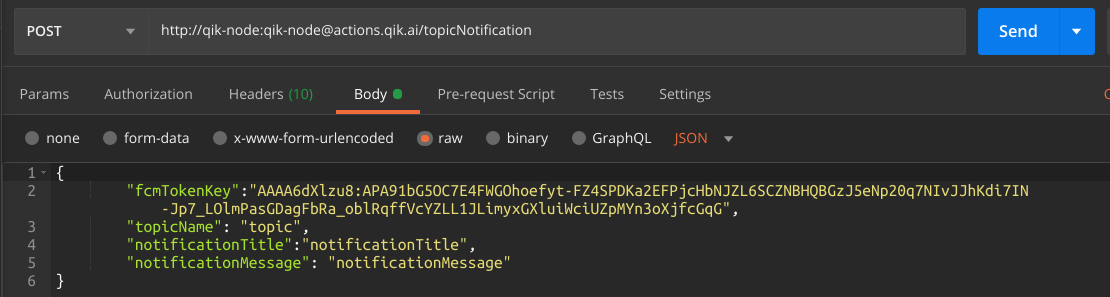 POST http://qik-node:qik-node@actions.qik.ai/topicNotification Send
Params Authorization Headers (10) Body Pre-request Script Tests Settings
none form-data x-www-form-urlencoded raw binary GraphQL JSON
1 {
2 "fcmTokenKey":"AAAA6dXlzu8:APA91bG5OC7E4FWGOhoefyt-FZ4SPDKa2EFPjcHbNJZL6SCZNBHQBGzJ5eNp20q7NIvJJhKdi7IN
-Jp7_LOlmPasGDagFbRa_oblRqffVcYZLL1JLimyxGXluiWciUZpMYn3oXjfcGqG",
3 "topicName": "topic",
4 "notificationTitle":"notificationTitle",
5 "notificationMessage": "notificationMessage"
6 }